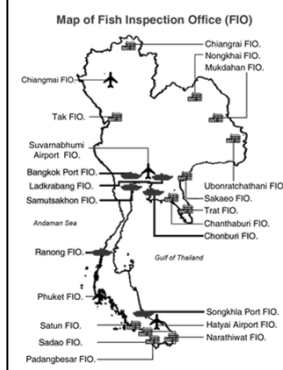 Map of Fish Inspection Office (FIO)
Chiangrai FIO.
Nongkhai FIO.
Mukdahan FIO.
Chiangmai FIO.
Tak FIO.
Suvarnabhumi
Airport FIO.
Bangkok Port FIO.
Ladkrabang FIO.
Samutsakhon FIO.
Ubonratchathani FIO.
Sakaeo FIO.
Trat FIO.
Chanthaburi FIO.
Chonburi FIO.
Andaman Sea
Ranong FIO.
Gulf of Thailand
Phuket FIO.
Songkhla Port FIO.
Satun FIO.
Hatyai Airport FIO.
Sadao FIO.
Narathiwat FIO.
Padangbesar FIO.